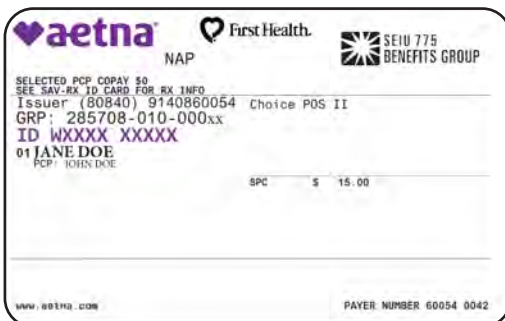 aetna
First Health.
SEIU 775
BENEFITS GROUP
NAP
SELECTED PCP COPAY $0
SEE SAV-RX ID CARD FOR RX INFO
Issuer (80840) 9140860054 Choice POS II
GRP: 285708-010-000xx
ID WXXXX XXXXX
01 JANE DOE
PCP: JOHN DOE
SPC $ 15.00
www.aetna.com PAYER NUMBER 60054 0042